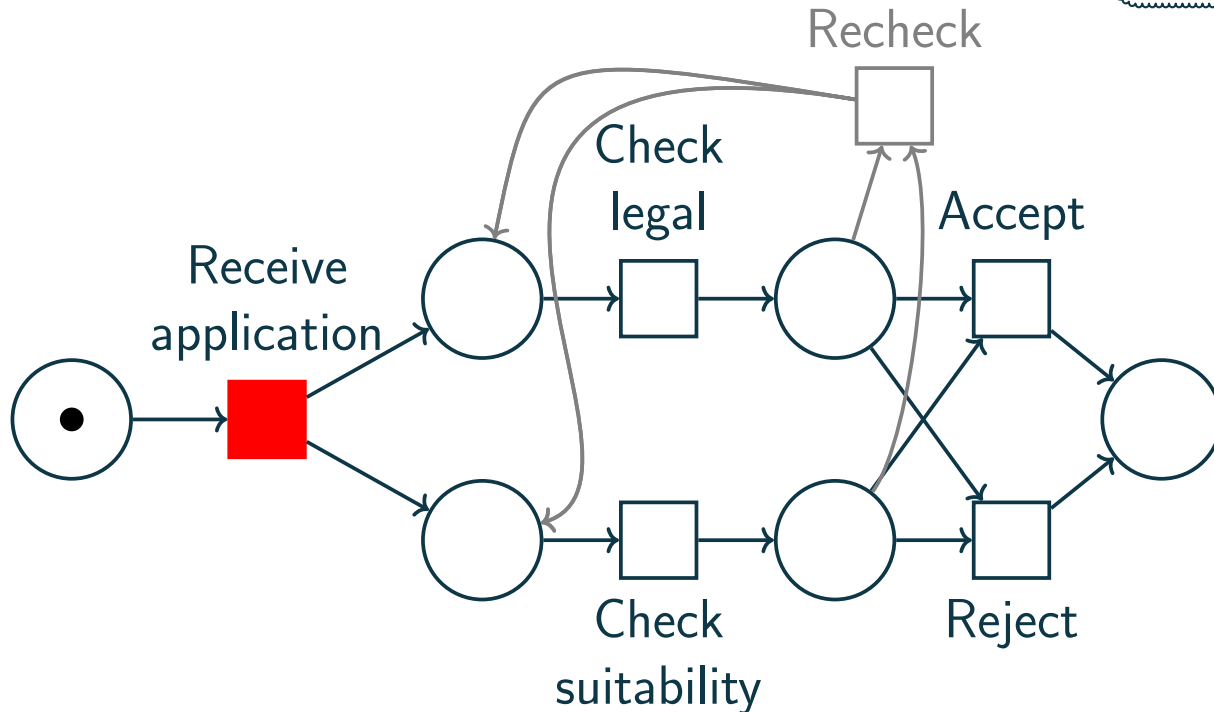 Recheck
Check
legal
Accept
Receive
application
Check
suitability
Reject